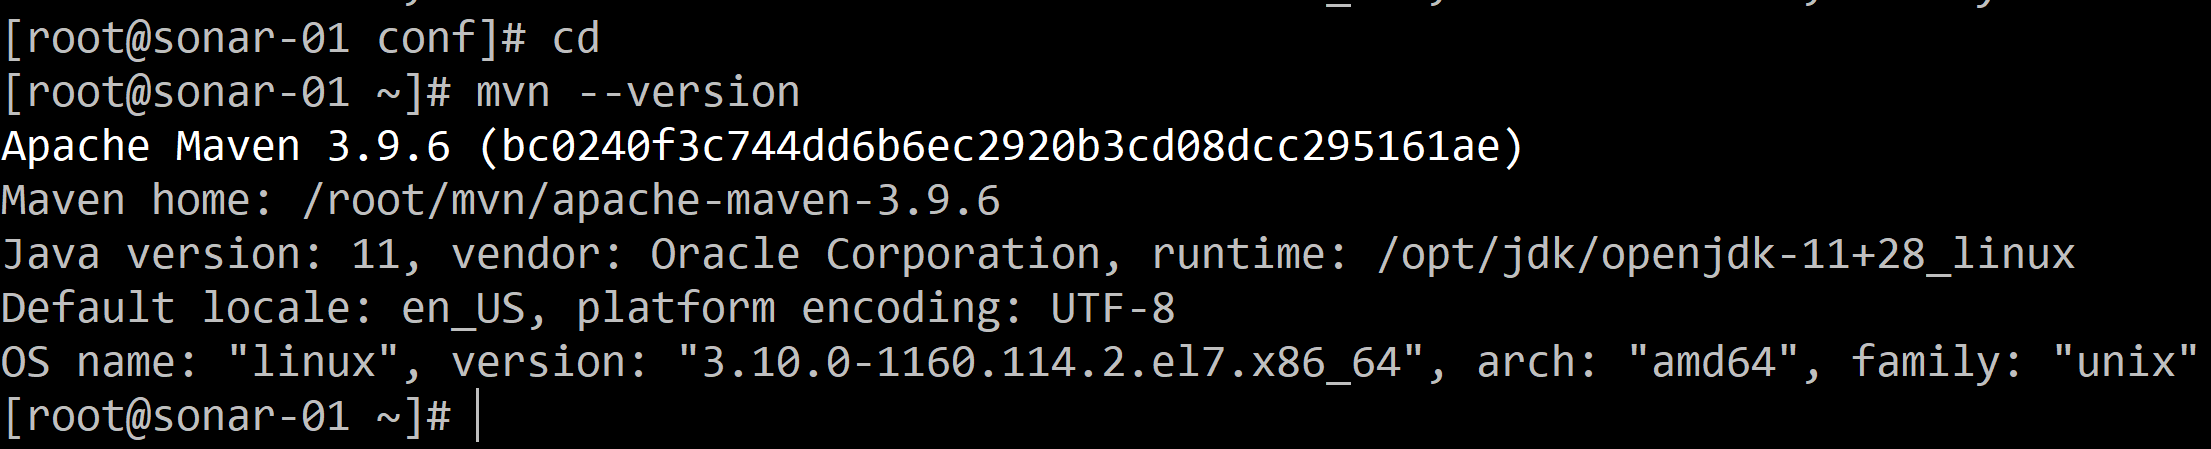 [root@sonar-01 conf]# cd
[root@sonar-01 ~]# mvn --version
Apache Maven 3.9.6 (bc0240f3c744dd6b6ec2920b3cd08dcc295161ae)
Maven home: /root/mvn/apache-maven-3.9.6
Java version: 11, vendor: Oracle Corporation, runtime: /opt/jdk/openjdk-11+28_linux
Default locale: en_US, platform encoding: UTF-8
OS name: "linux", version: "3.10.0-1160.114.2.el7.x86_64", arch: "amd64", family: "unix"
[root@sonar-01 ~]#